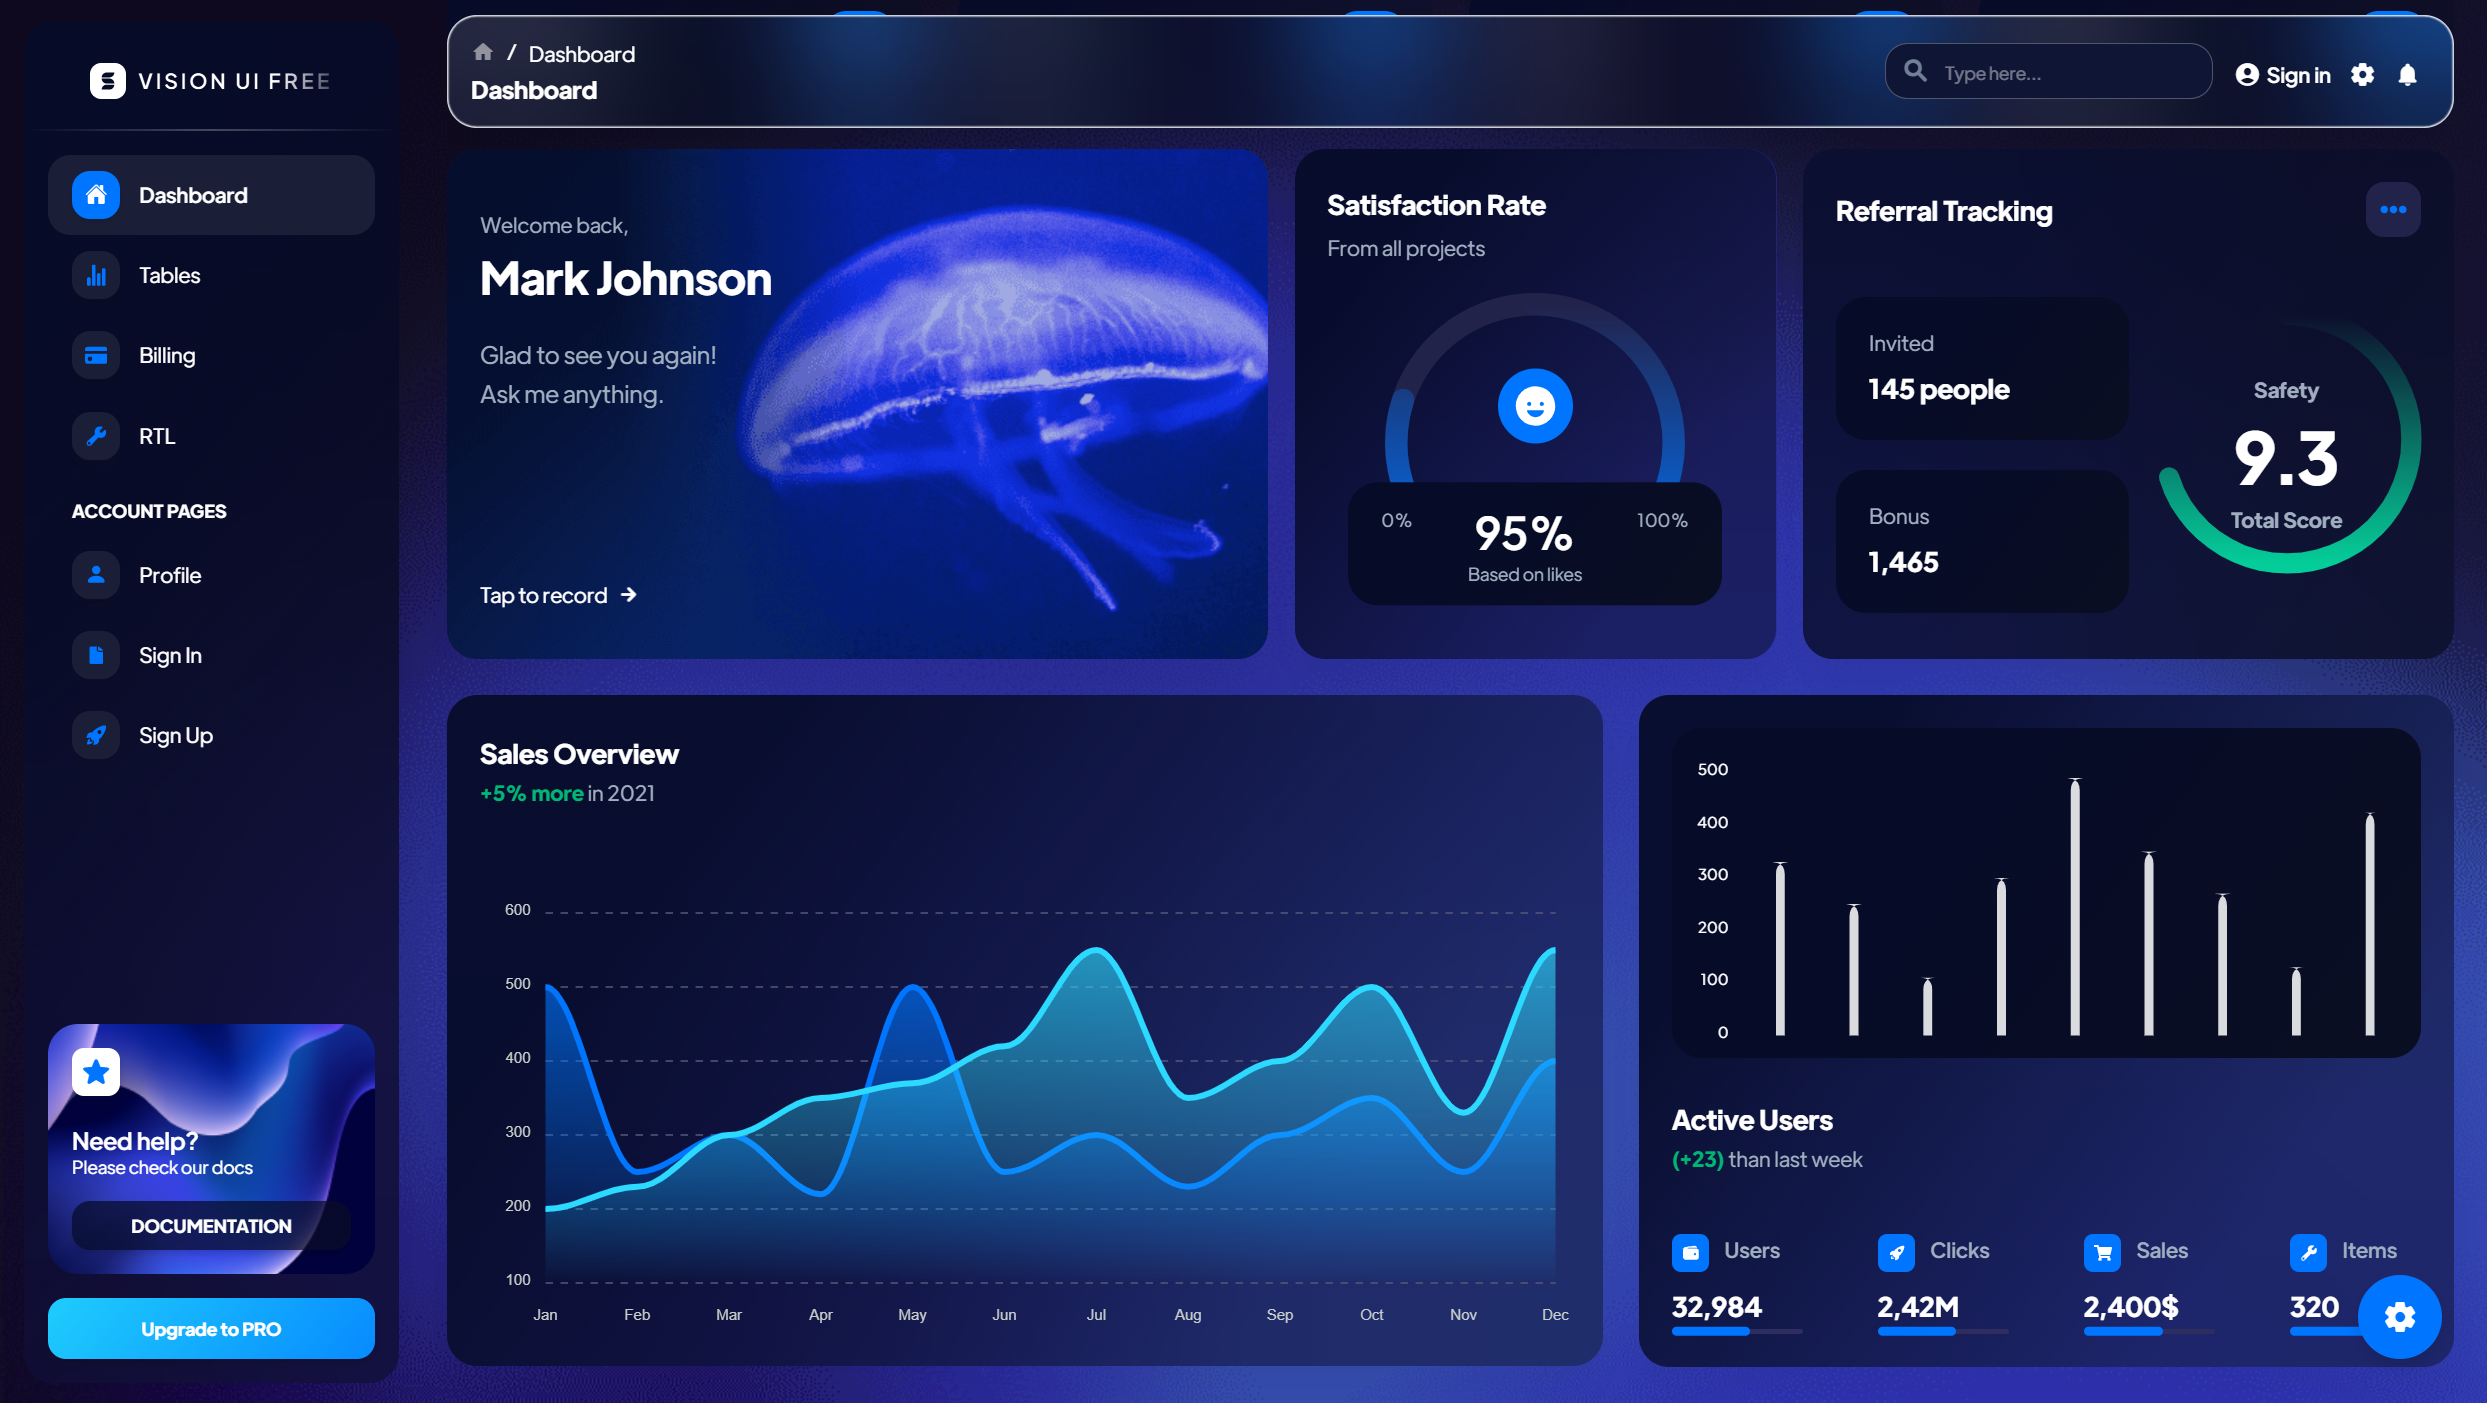 VISION UI FREE
Dashboard
Tables
Billing
RTL
ACCOUNT PAGES
Profile
Sign In
Sign Up
Need help?
Please check our docs
DOCUMENTATION
Upgrade to PRO
/ Dashboard
Dashboard
Type here...
Sign in
Welcome back,
Mark Johnson
Glad to see you again!
Ask me anything.
Tap to record
Satisfaction Rate
From all projects
0%
95%
100%
Based on likes
Referral Tracking
Invited
145 people
Bonus
1,465
Safety
9.3
Total Score
Sales Overview
+5% more in 2021
600
500
400
300
200
100
Jan Feb Mar Apr May Jun Jul Aug Sep Oct Nov Dec
500
400
300
200
100
0
Active Users
(+23) than last week
Users
32,984
Clicks
2,42M
Sales
2,400$
Items
320